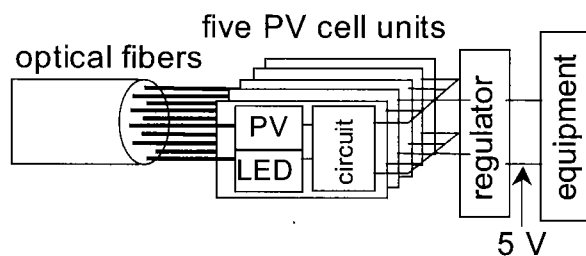 five PV cell units
optical fibers
PV
LED
circuit
regulator
equipment
5 V